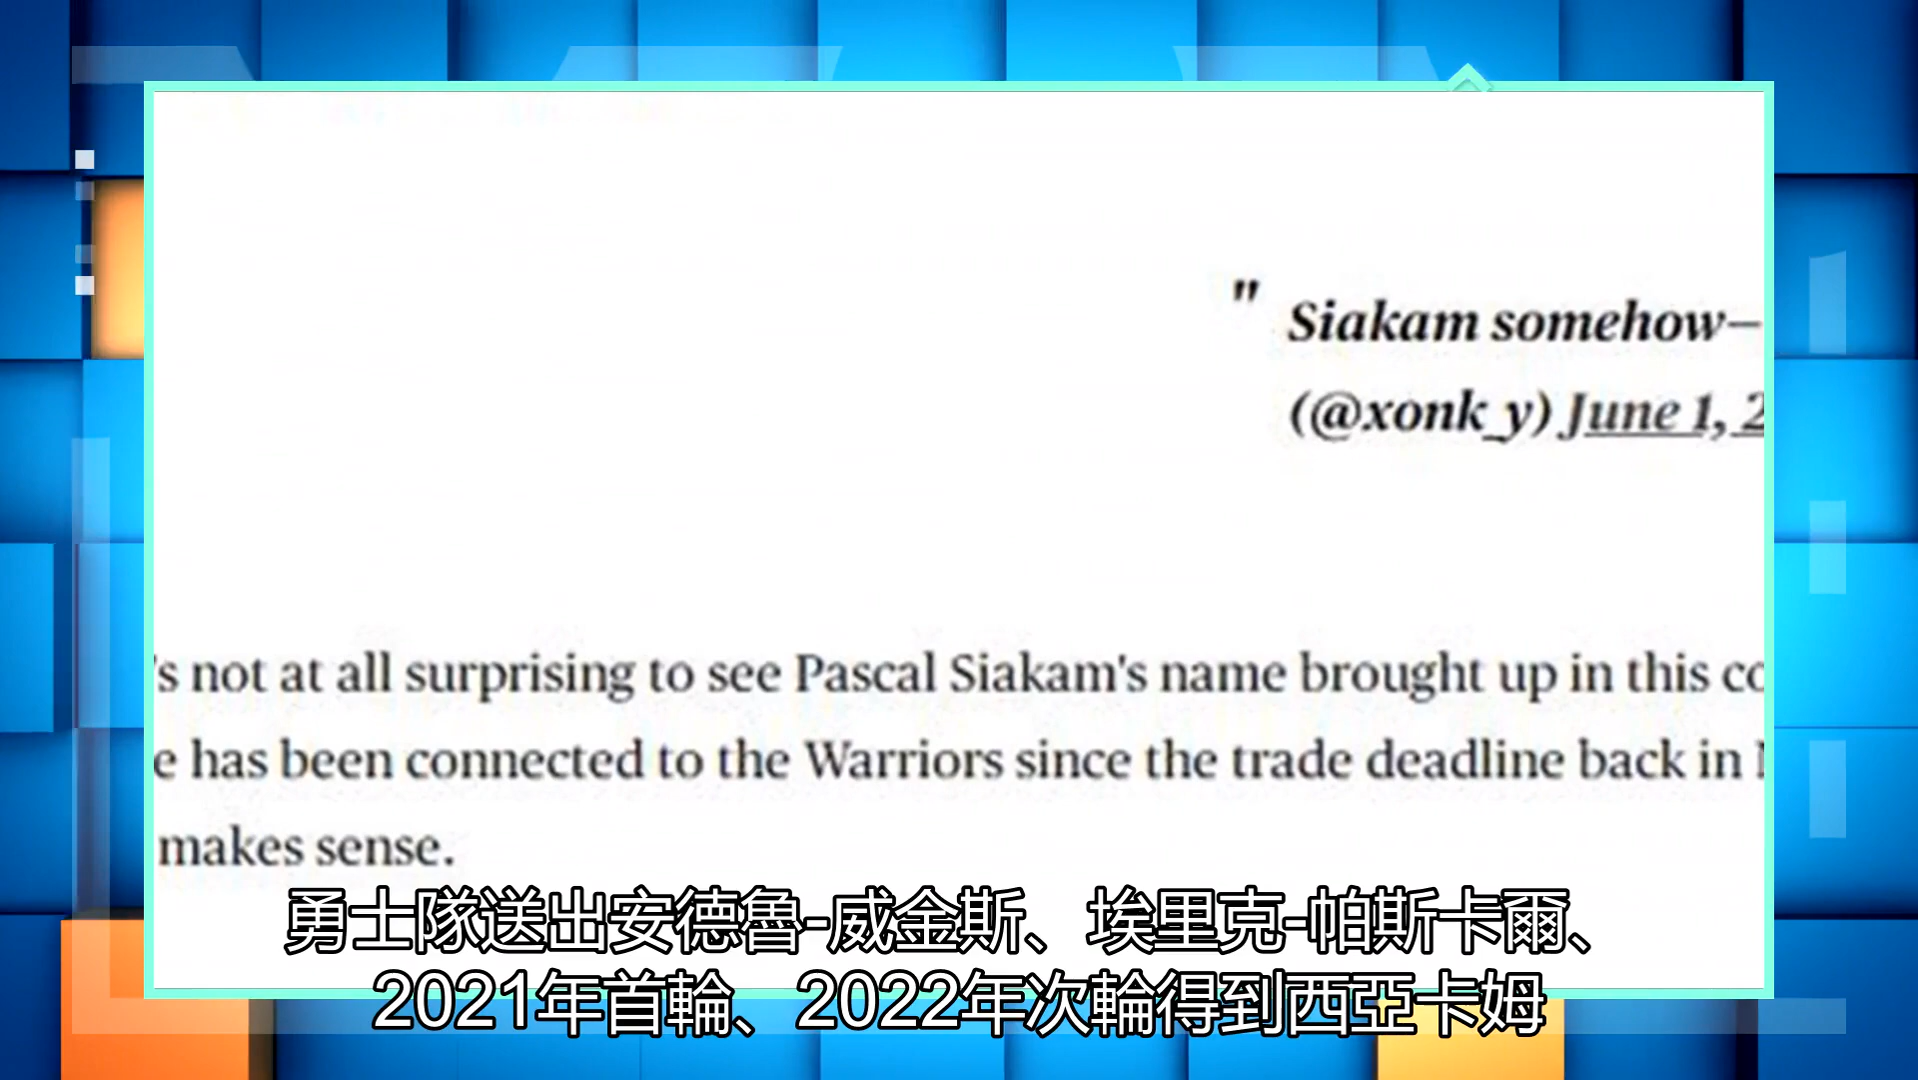 " Siakam somehow—
(@xonk_y) June 1, 2
's not at all surprising to see Pascal Siakam's name brought up in this co
e has been connected to the Warriors since the trade deadline back in
makes sense.
勇士隊送出安德魯-威金斯、埃里克-帕斯卡爾、
2021年首輪、2022年次輪得到西亞卡姆